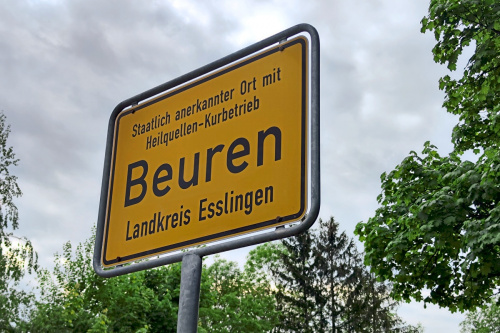 Staatlich anerkannter Ort mit
Heilquellen-Kurbetrieb
Beuren
Landkreis Esslingen